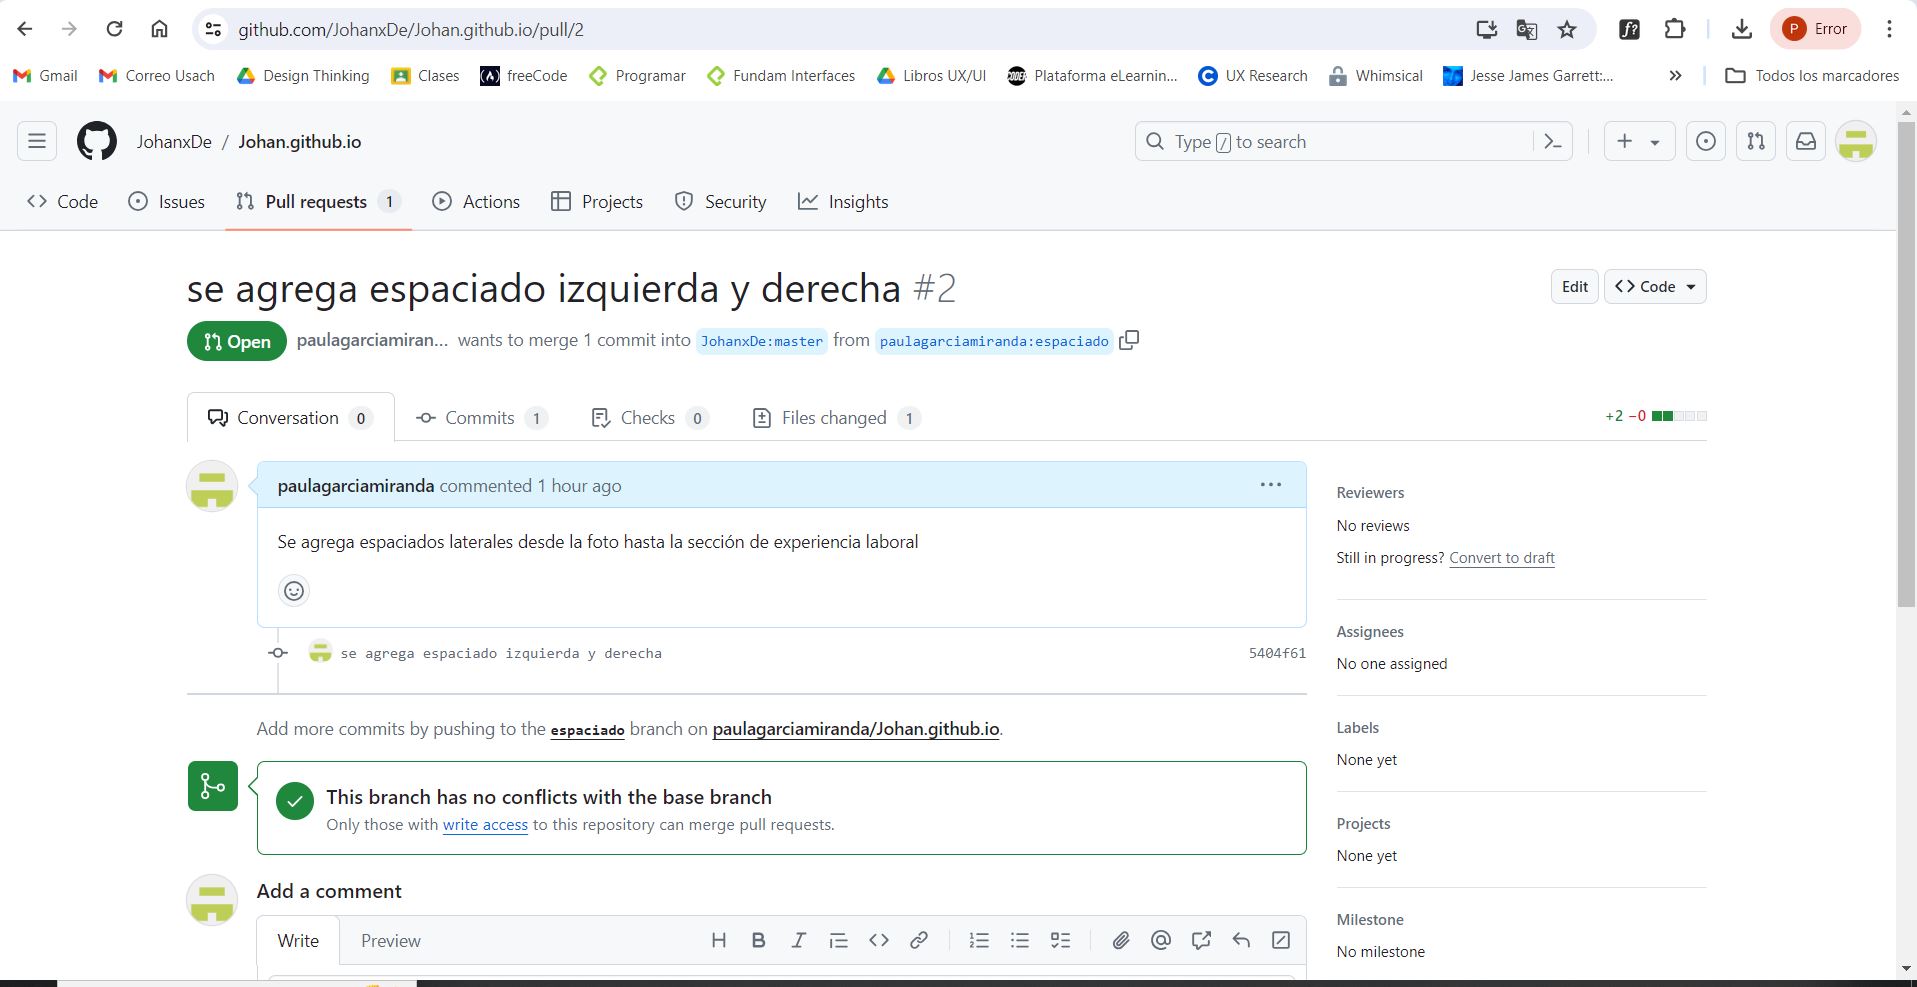 github.com/JohanxDe/Johan.github.io/pull/2
P Error
Gmail Correo Usach Design Thinking Clases freeCode Programar Fundam Interfaces Libros UX/UI Plataforma eLearnin... UX Research Whimsical Jesse James Garrett:... » Todos los marcadores
JohanxDe / Johan.github.io
Type / to search
Code Issues Pull requests 1 Actions Projects Security Insights
se agrega espaciado izquierda y derecha #2
Edit Code
Open paulagarciamiran... wants to merge 1 commit into JohanxDe:master from paulagarciamiranda:espaciado
Conversation 0 Commits 1 Checks 0 Files changed 1
+2 −0
paulagarciamiranda commented 1 hour ago
Se agrega espaciados laterales desde la foto hasta la sección de experiencia laboral
se agrega espaciado izquierda y derecha 5404f61
Add more commits by pushing to the espaciado branch on paulagarciamiranda/Johan.github.io.
This branch has no conflicts with the base branch
Only those with write access to this repository can merge pull requests.
Add a comment
Write Preview
H B I
Reviewers
No reviews
Still in progress? Convert to draft
Assignees
No one assigned
Labels
None yet
Projects
None yet
Milestone
No milestone